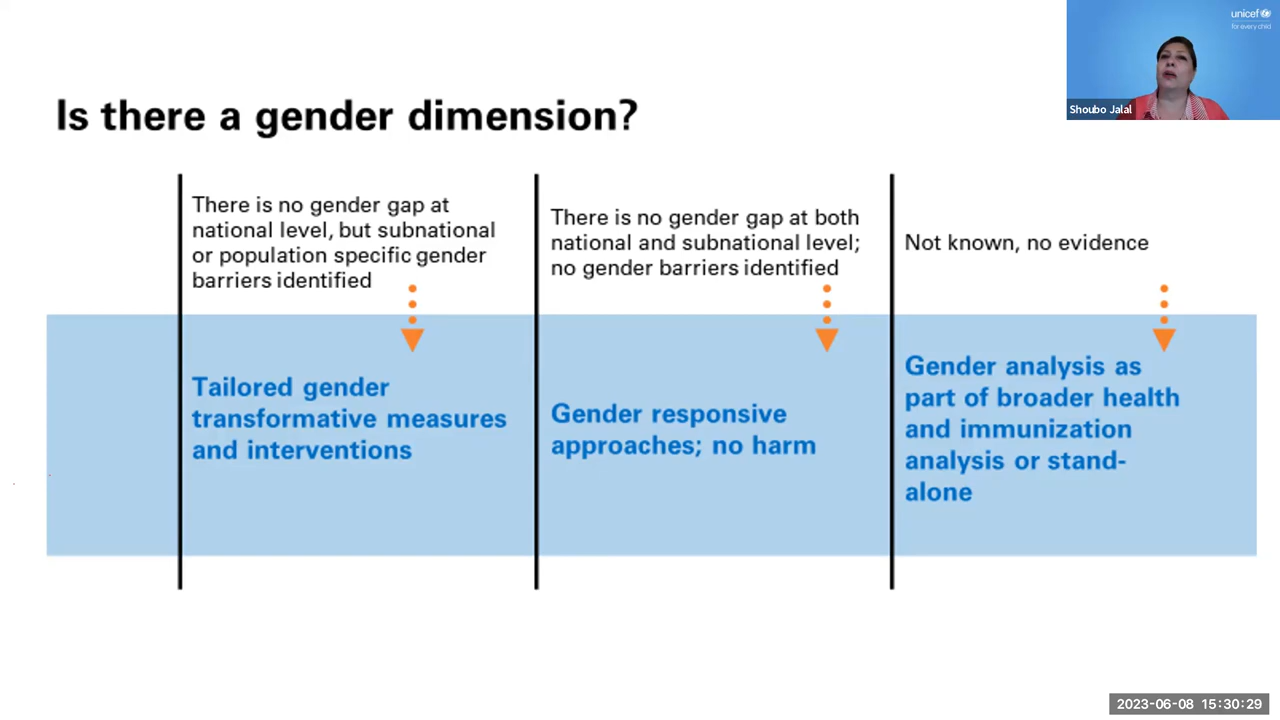 unicef
for every child
Shoubo Jalal
Is there a gender dimension?
There is no gender gap at
national level, but subnational
or population specific gender
barriers identified
There is no gender gap at both
national and subnational level;
no gender barriers identified
Not known, no evidence
Tailored gender
transformative measures
and interventions
Gender responsive
approaches; no harm
Gender analysis as
part of broader health
and immunization
analysis or stand-
alone
2023-06-08 15:30:29